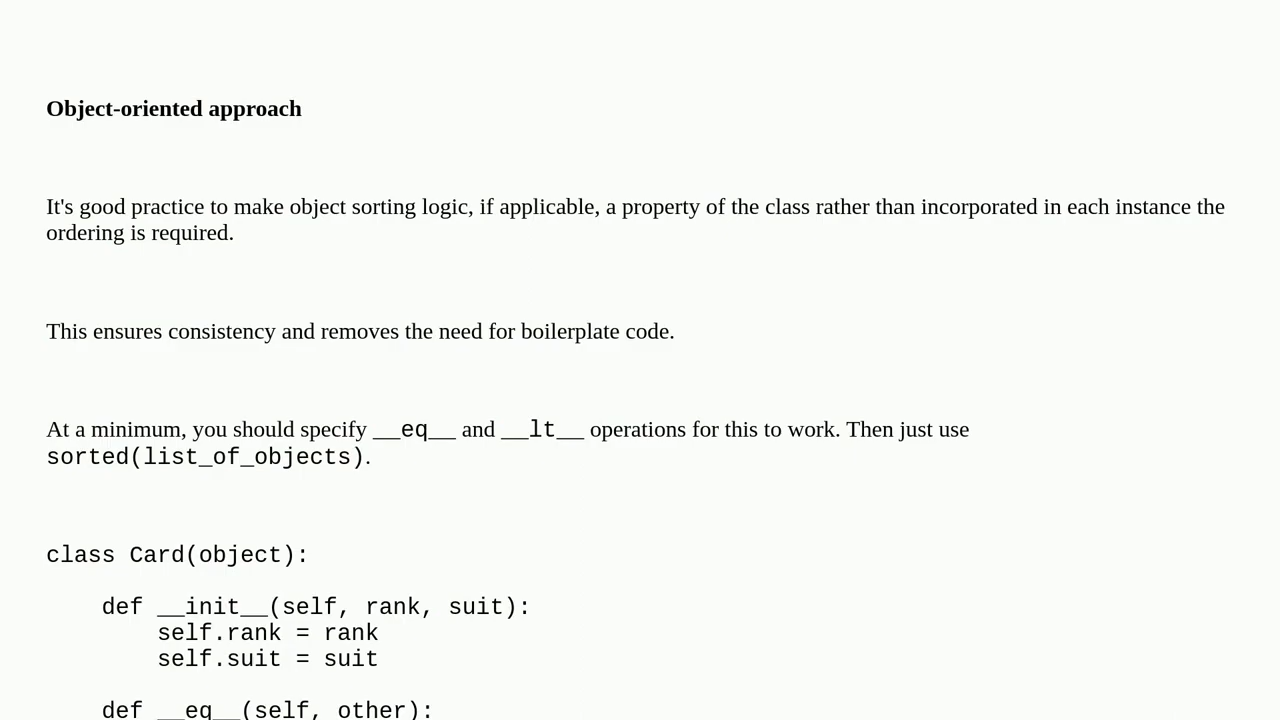 Object-oriented approach
It's good practice to make object sorting logic, if applicable, a property of the class rather than incorporated in each instance the
ordering is required.
This ensures consistency and removes the need for boilerplate code.
At a minimum, you should specify __eq__ and __lt__ operations for this to work. Then just use
sorted(list_of_objects).
class Card(object):
    def __init__(self, rank, suit):
        self.rank = rank
        self.suit = suit
    def __eq__(self, other):